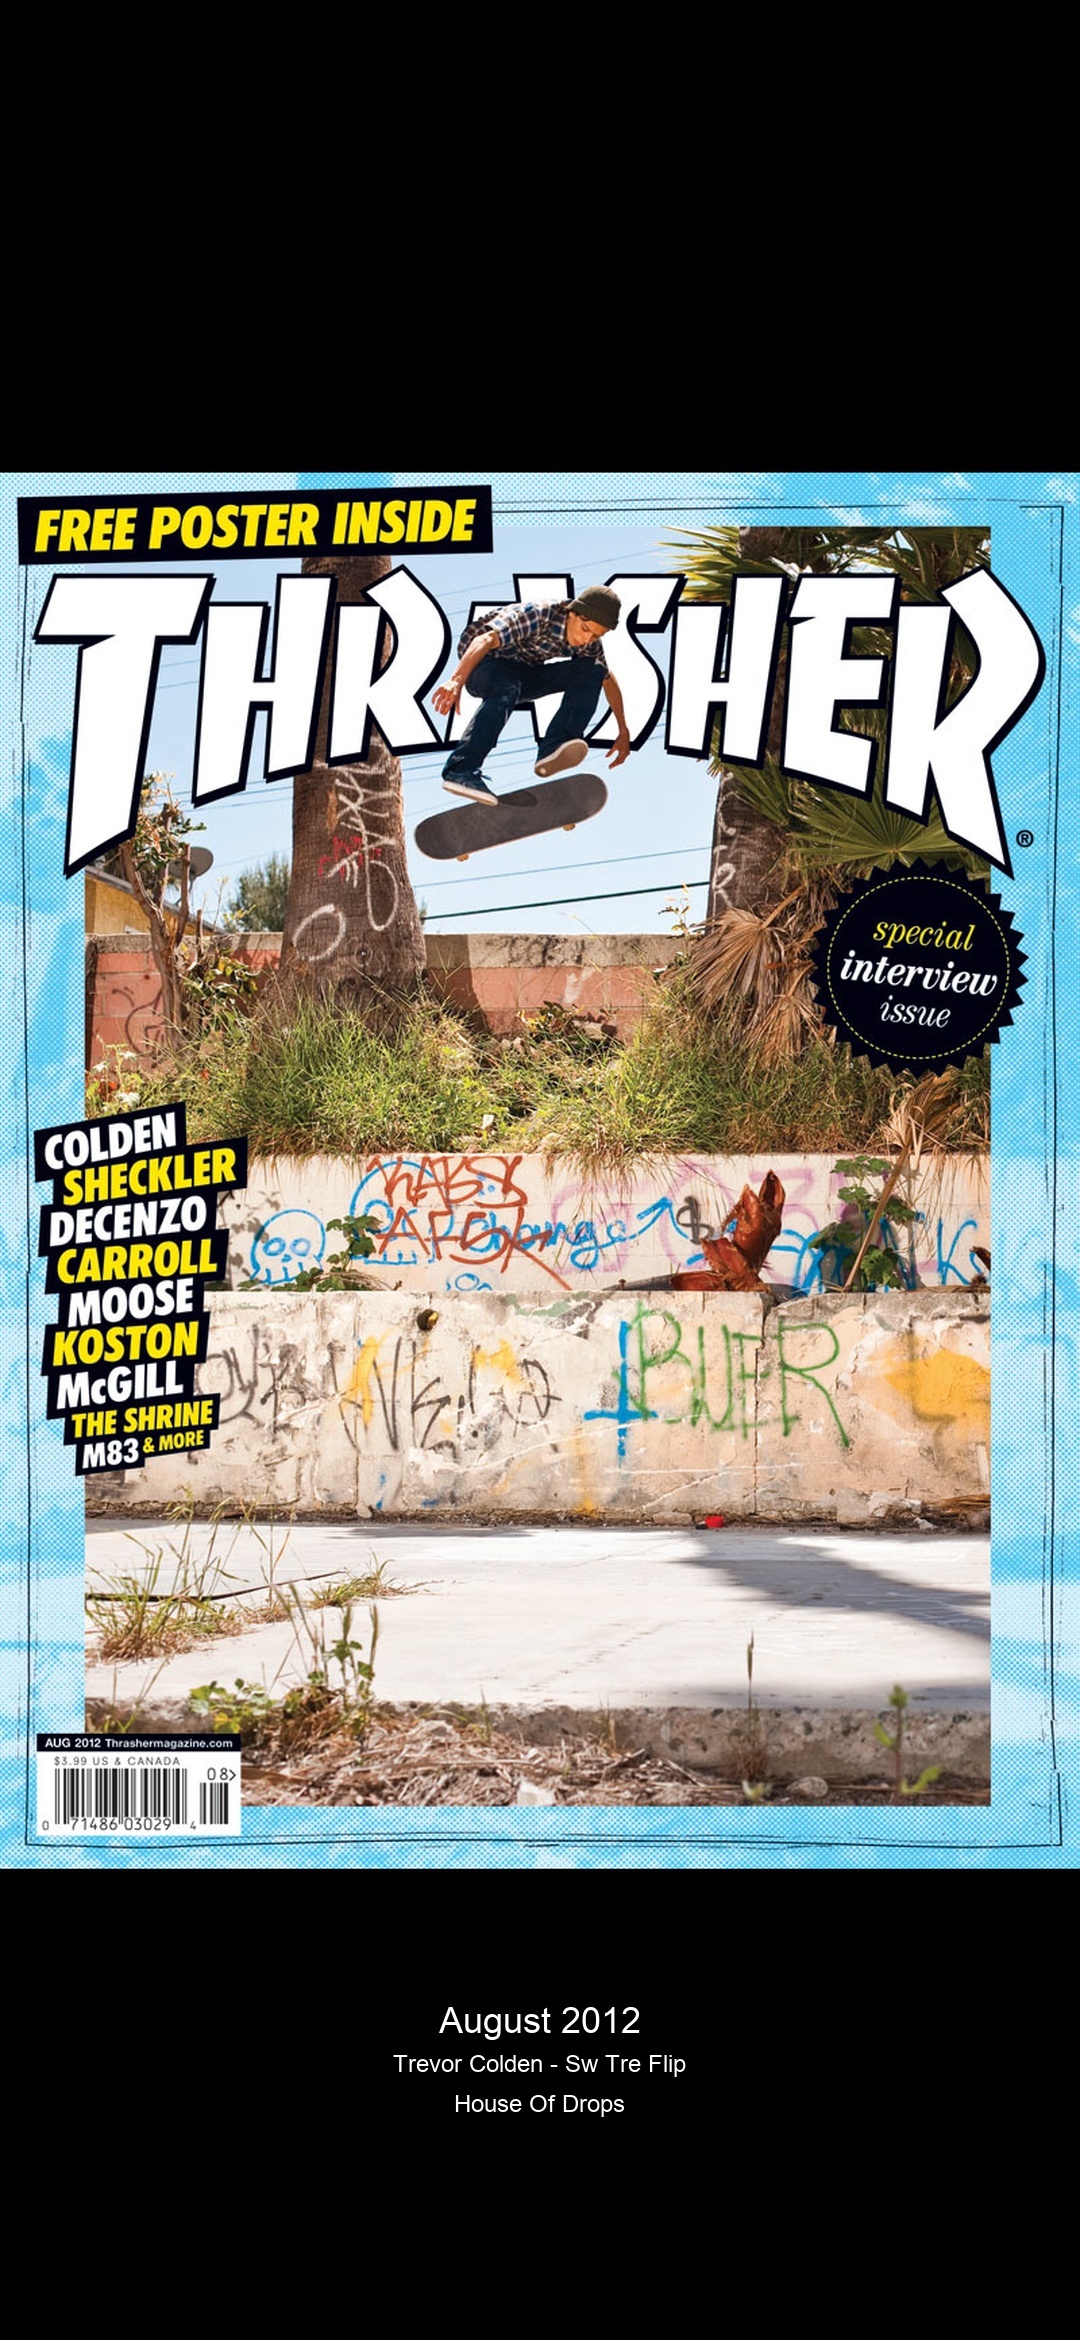 FREE POSTER INSIDE
THRASHER
®
special
interview
issue
COLDEN
SHECKLER
DECENZO
CARROLL
MOOSE
KOSTON
McGILL
THE SHRINE
M83 & MORE
Change
BUER
AUG 2012 Thrashermagazine.com
$3.99 US & CANADA
08>
0 71486 03029 4
August 2012
Trevor Colden - Sw Tre Flip
House Of Drops